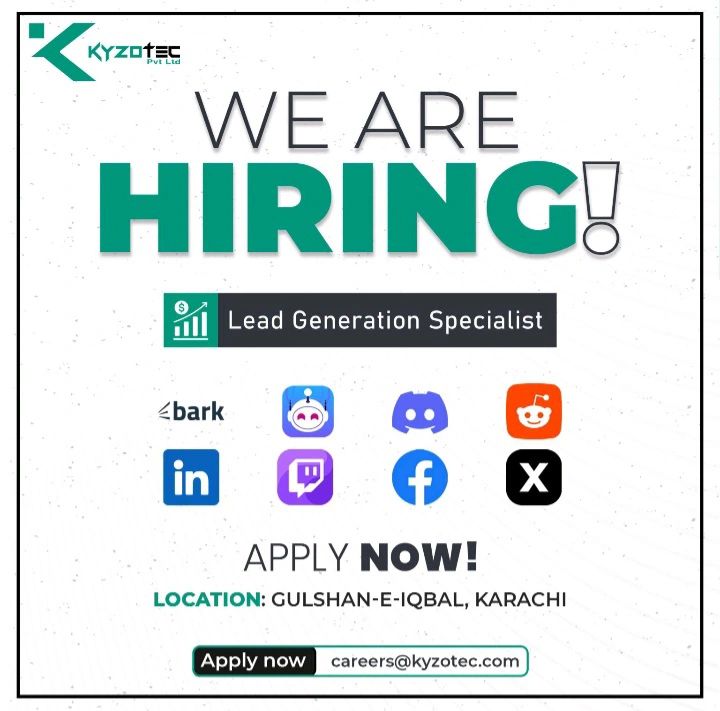 KYZOTEC
Pvt Ltd
WE ARE
HIRING!
$
Lead Generation Specialist
bark
in
X
APPLY NOW!
LOCATION: GULSHAN-E-IQBAL, KARACHI
Apply now careers@kyzotec.com